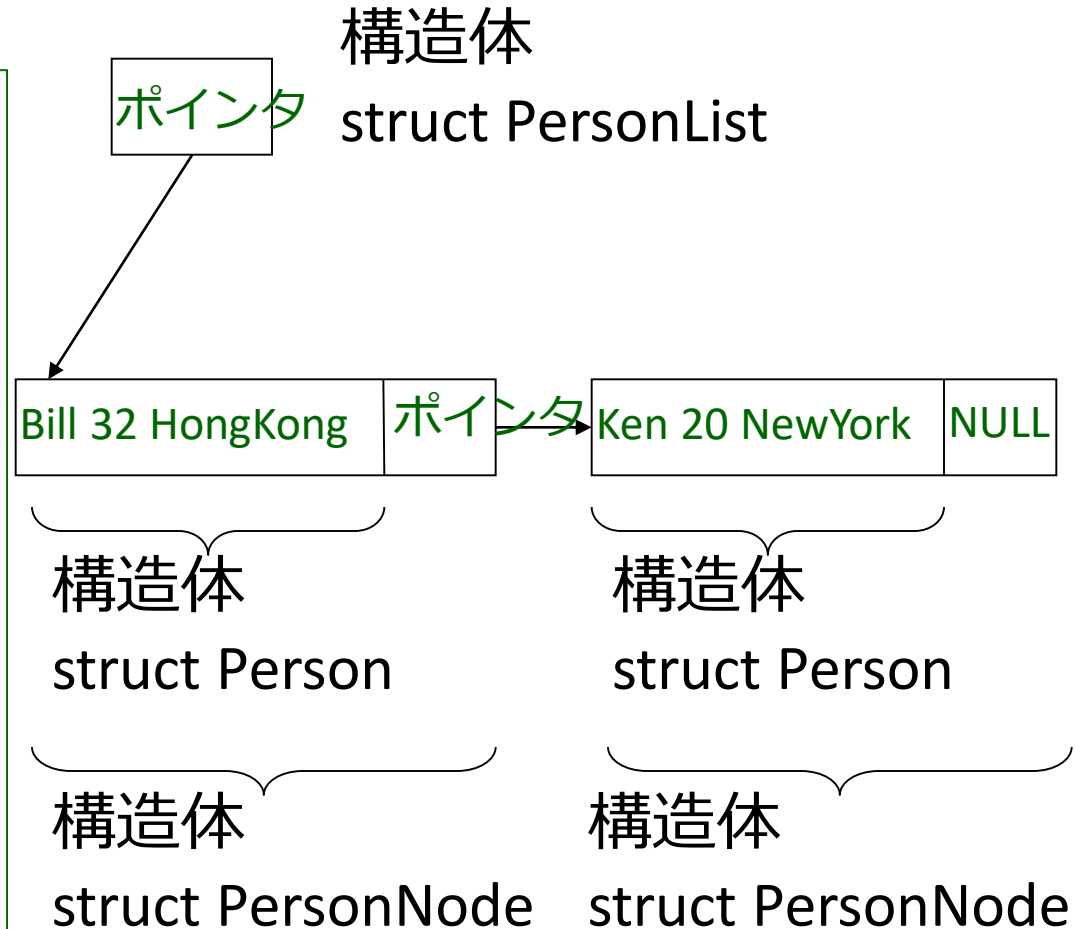 構造体
struct PersonList
ポインタ
Bill 32 HongKong ポインタ Ken 20 NewYork NULL
構造体 構造体
struct Person struct Person
構造体 構造体
struct PersonNode struct PersonNode